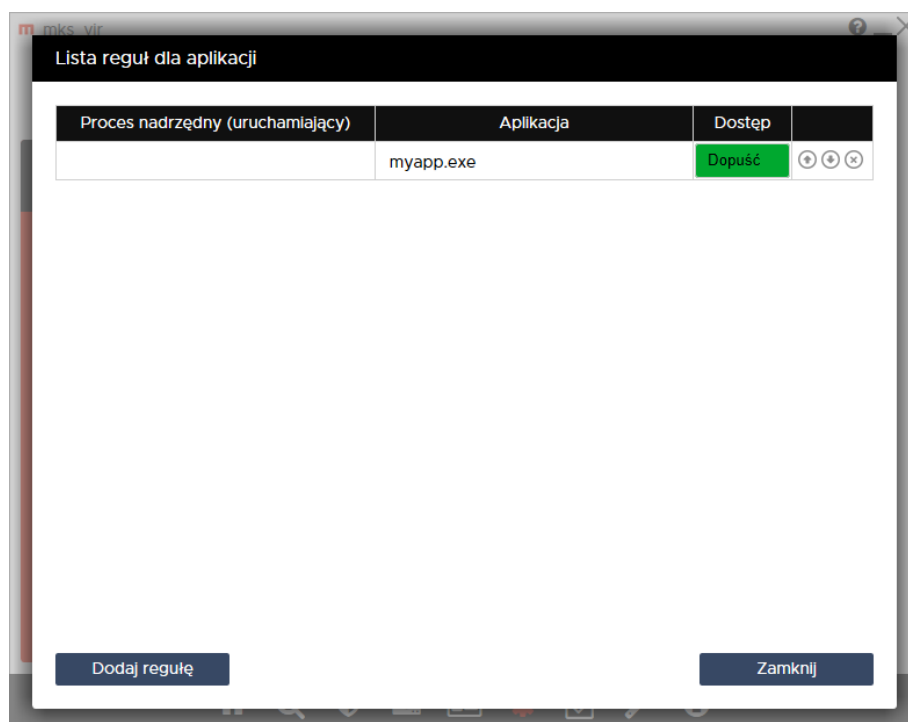 mks_vir
Lista reguł dla aplikacji
Proces nadrzędny (uruchamiający) Aplikacja Dostęp
myapp.exe Dopuść
Dodaj regułę Zamknij